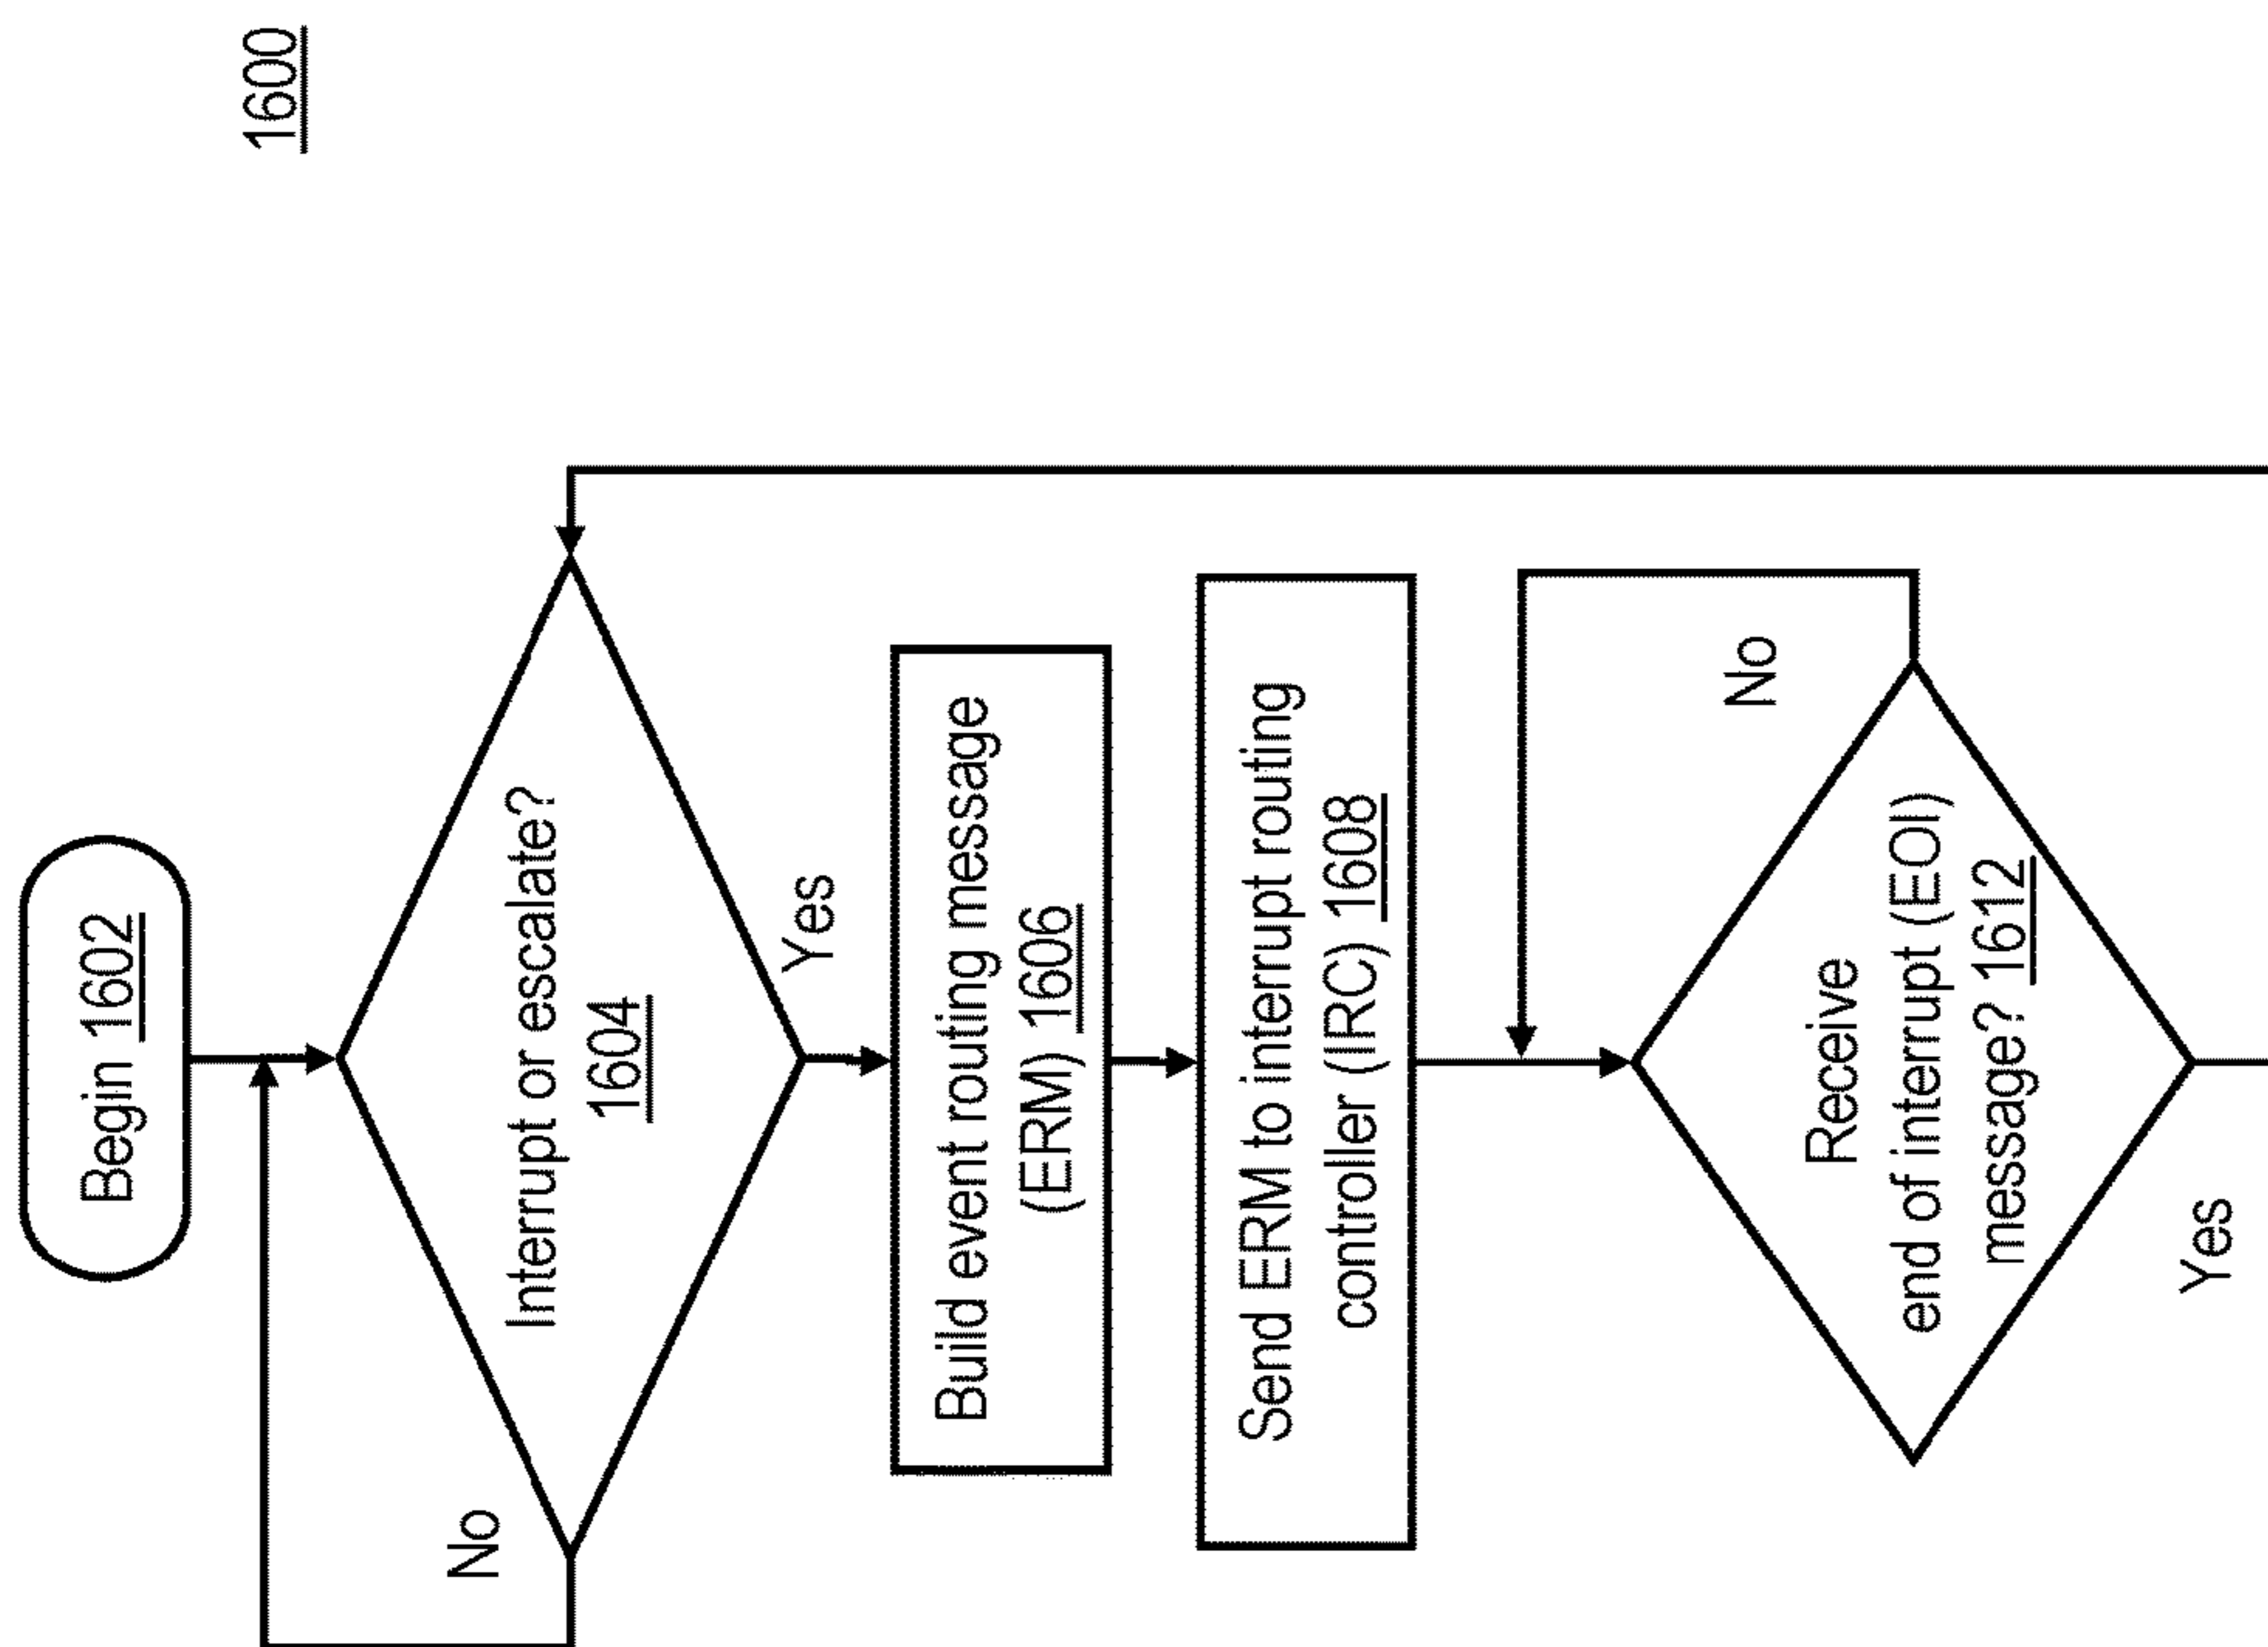 1600
Begin 1602
Interrupt or escalate?
1604
No
Yes
Build event routing message
(ERM) 1606
Send ERM to interrupt routing
controller (IRC) 1608
No
Receive
end of interrupt (EOI)
message? 1612
Yes